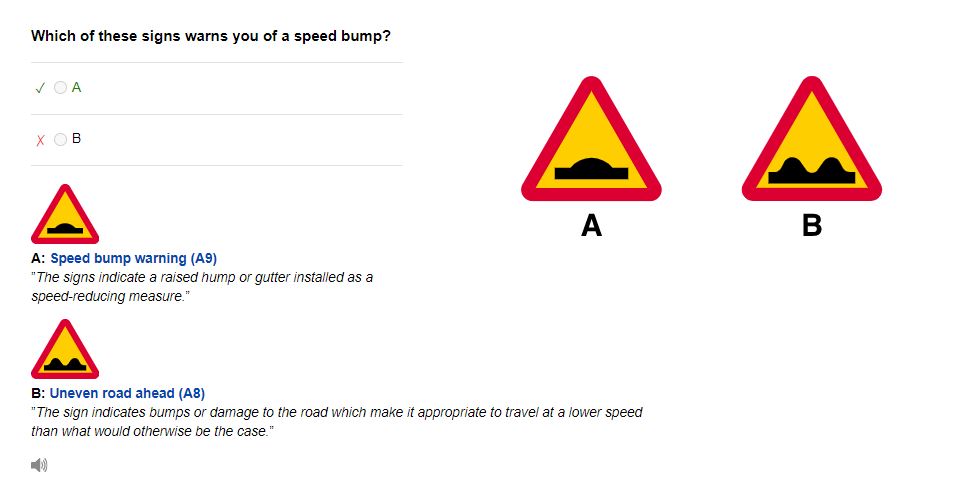 Which of these signs warns you of a speed bump?
✓ A
X B
A B
A: Speed bump warning (A9)
"The signs indicate a raised hump or gutter installed as a
speed-reducing measure.”
B: Uneven road ahead (A8)
"The sign indicates bumps or damage to the road which make it appropriate to travel at a lower speed
than what would otherwise be the case.”